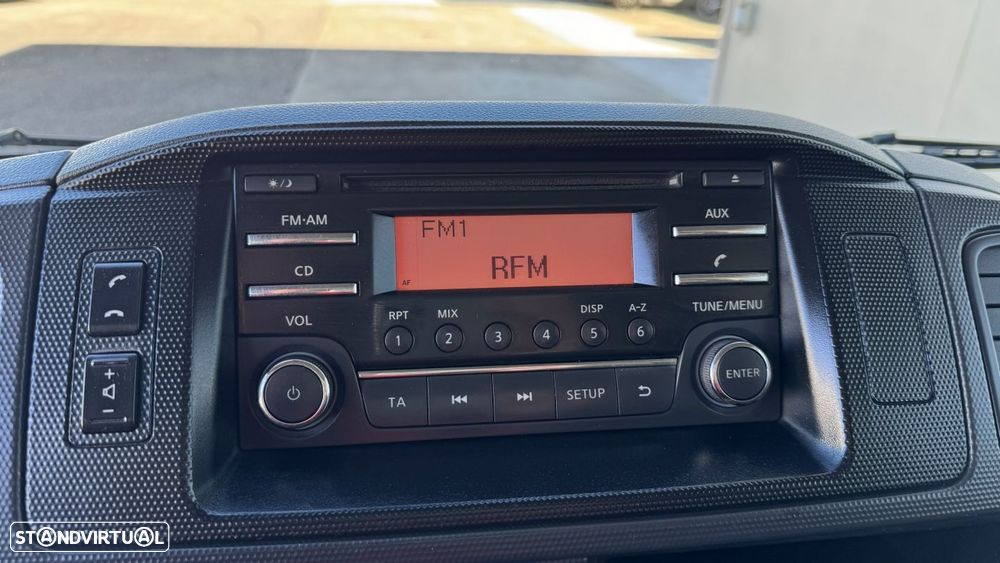 FM·AM
CD
VOL
FM1
RFM
AF
AUX
TUNE/MENU
RPT
MIX
DISP
A-Z
1
2
3
4
5
6
TA
SETUP
ENTER
STANDVIRTUAL